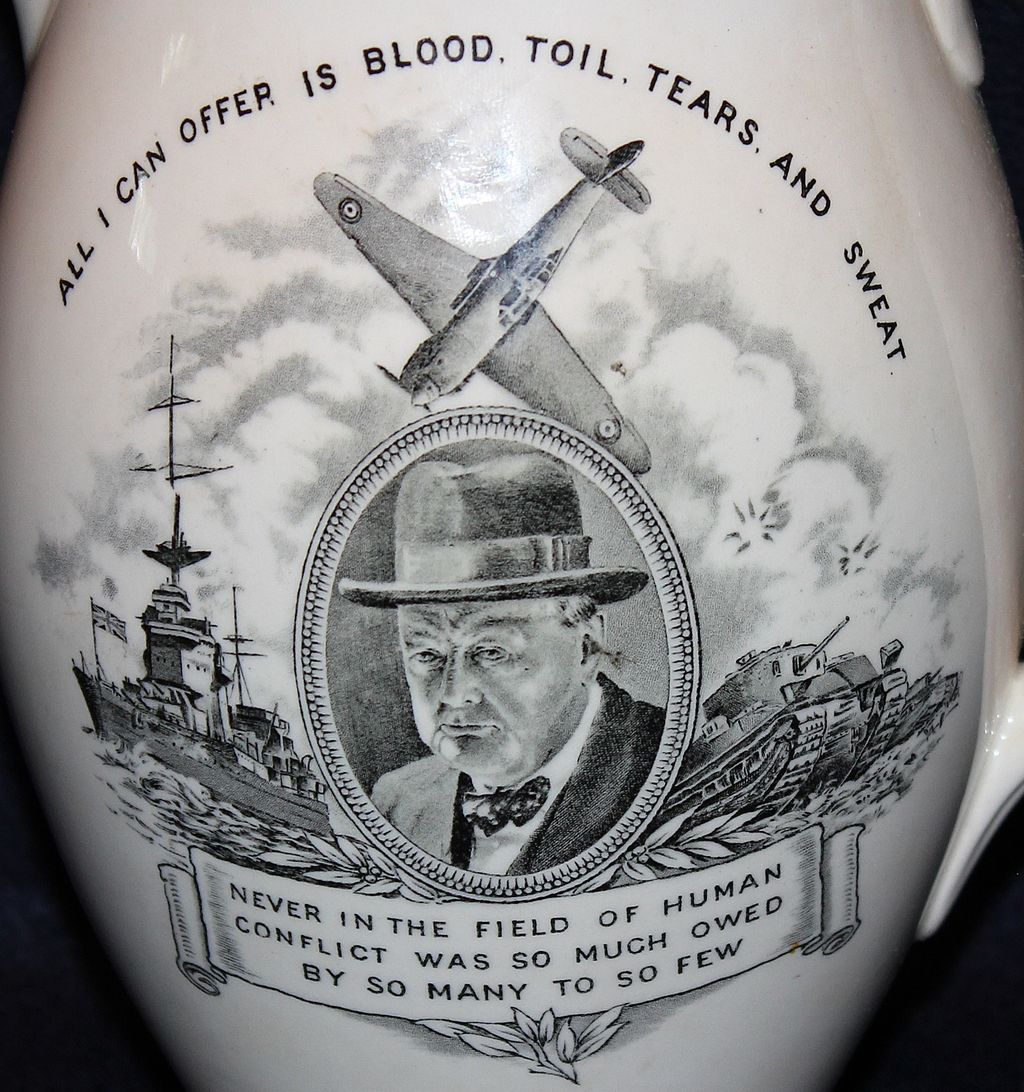 ALL I CAN OFFER IS BLOOD, TOIL, TEARS, AND SWEAT.
NEVER IN THE FIELD OF HUMAN
CONFLICT WAS SO MUCH OWED
BY SO MANY TO SO FEW